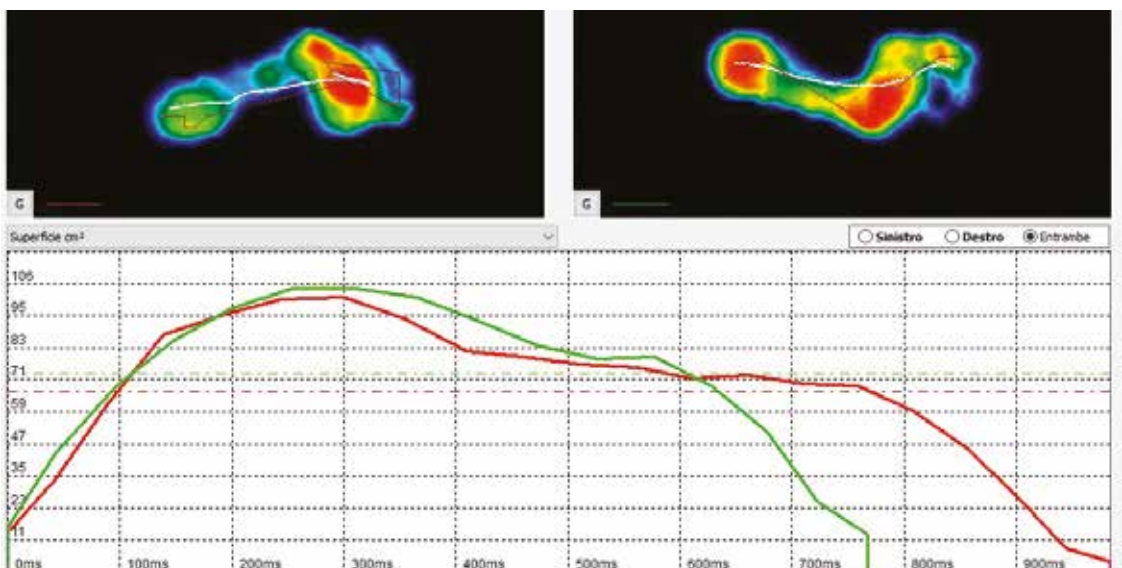 G
G
Superficie cm²
Sinistro Destro Entrambe
106
95
83
71
59
47
35
23
11
0ms 100ms 200ms 300ms 400ms 500ms 600ms 700ms 800ms 900ms